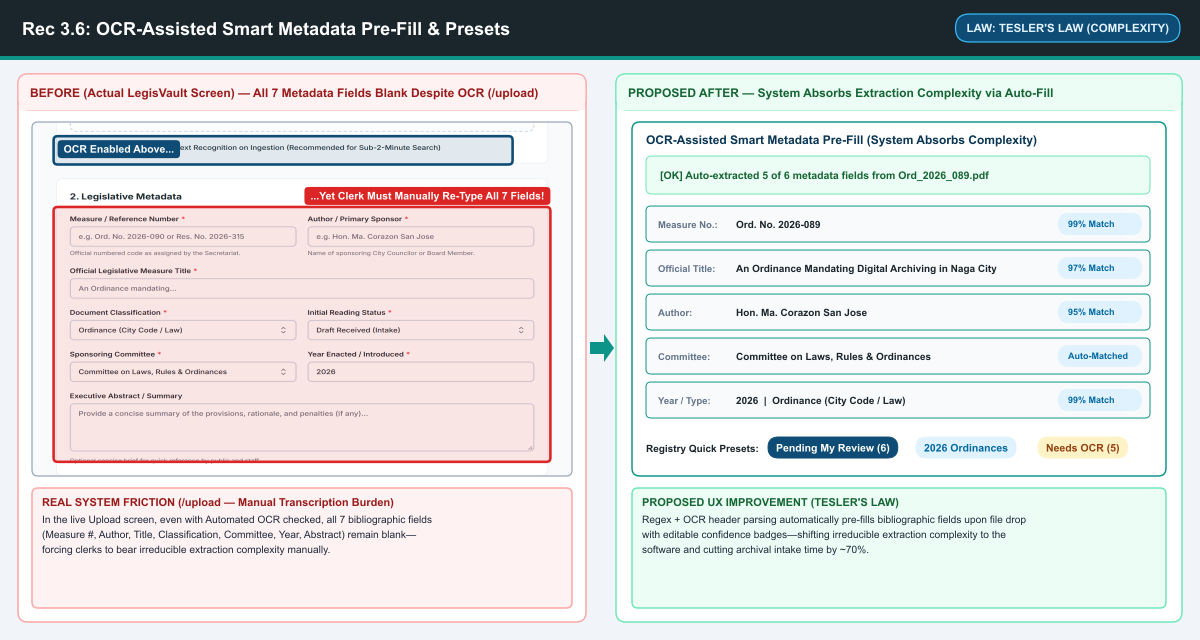 Rec 3.6: OCR-Assisted Smart Metadata Pre-Fill & Presets
LAW: TESLER'S LAW (COMPLEXITY)
BEFORE (Actual LegisVault Screen) — All 7 Metadata Fields Blank Despite OCR (/upload)
OCR Enabled Above...
ext Recognition on Ingestion (Recommended for Sub-2-Minute Search)
2. Legislative Metadata
...Yet Clerk Must Manually Re-Type All 7 Fields!
Measure / Reference Number *
Author / Primary Sponsor *
e.g. Ord. No. 2026-090 or Res. No. 2026-315
e.g. Hon. Ma. Corazon San Jose
Official numbered code as assigned by the Secretariat.
Name of sponsoring City Councilor or Board Member.
Official Legislative Measure Title *
An Ordinance mandating...
Document Classification *
Initial Reading Status *
Ordinance (City Code / Law)
Draft Received (Intake)
Sponsoring Committee *
Year Enacted / Introduced *
Committee on Laws, Rules & Ordinances
2026
Executive Abstract / Summary
Provide a concise summary of the provisions, rationale, and penalties (if any)...
Optional concise brief for quick reference by public and staff.
REAL SYSTEM FRICTION (/upload — Manual Transcription Burden)
In the live Upload screen, even with Automated OCR checked, all 7 bibliographic fields
(Measure #, Author, Title, Classification, Committee, Year, Abstract) remain blank—
forcing clerks to bear irreducible extraction complexity manually.
PROPOSED AFTER — System Absorbs Extraction Complexity via Auto-Fill
OCR-Assisted Smart Metadata Pre-Fill (System Absorbs Complexity)
[OK] Auto-extracted 5 of 6 metadata fields from Ord_2026_089.pdf
Measure No.: Ord. No. 2026-089 99% Match
Official Title: An Ordinance Mandating Digital Archiving in Naga City 97% Match
Author: Hon. Ma. Corazon San Jose 95% Match
Committee: Committee on Laws, Rules & Ordinances Auto-Matched
Year / Type: 2026 | Ordinance (City Code / Law) 99% Match
Registry Quick Presets: Pending My Review (6) 2026 Ordinances Needs OCR (5)
PROPOSED UX IMPROVEMENT (TESLER'S LAW)
Regex + OCR header parsing automatically pre-fills bibliographic fields upon file drop
with editable confidence badges—shifting irreducible extraction complexity to the
software and cutting archival intake time by ~70%.